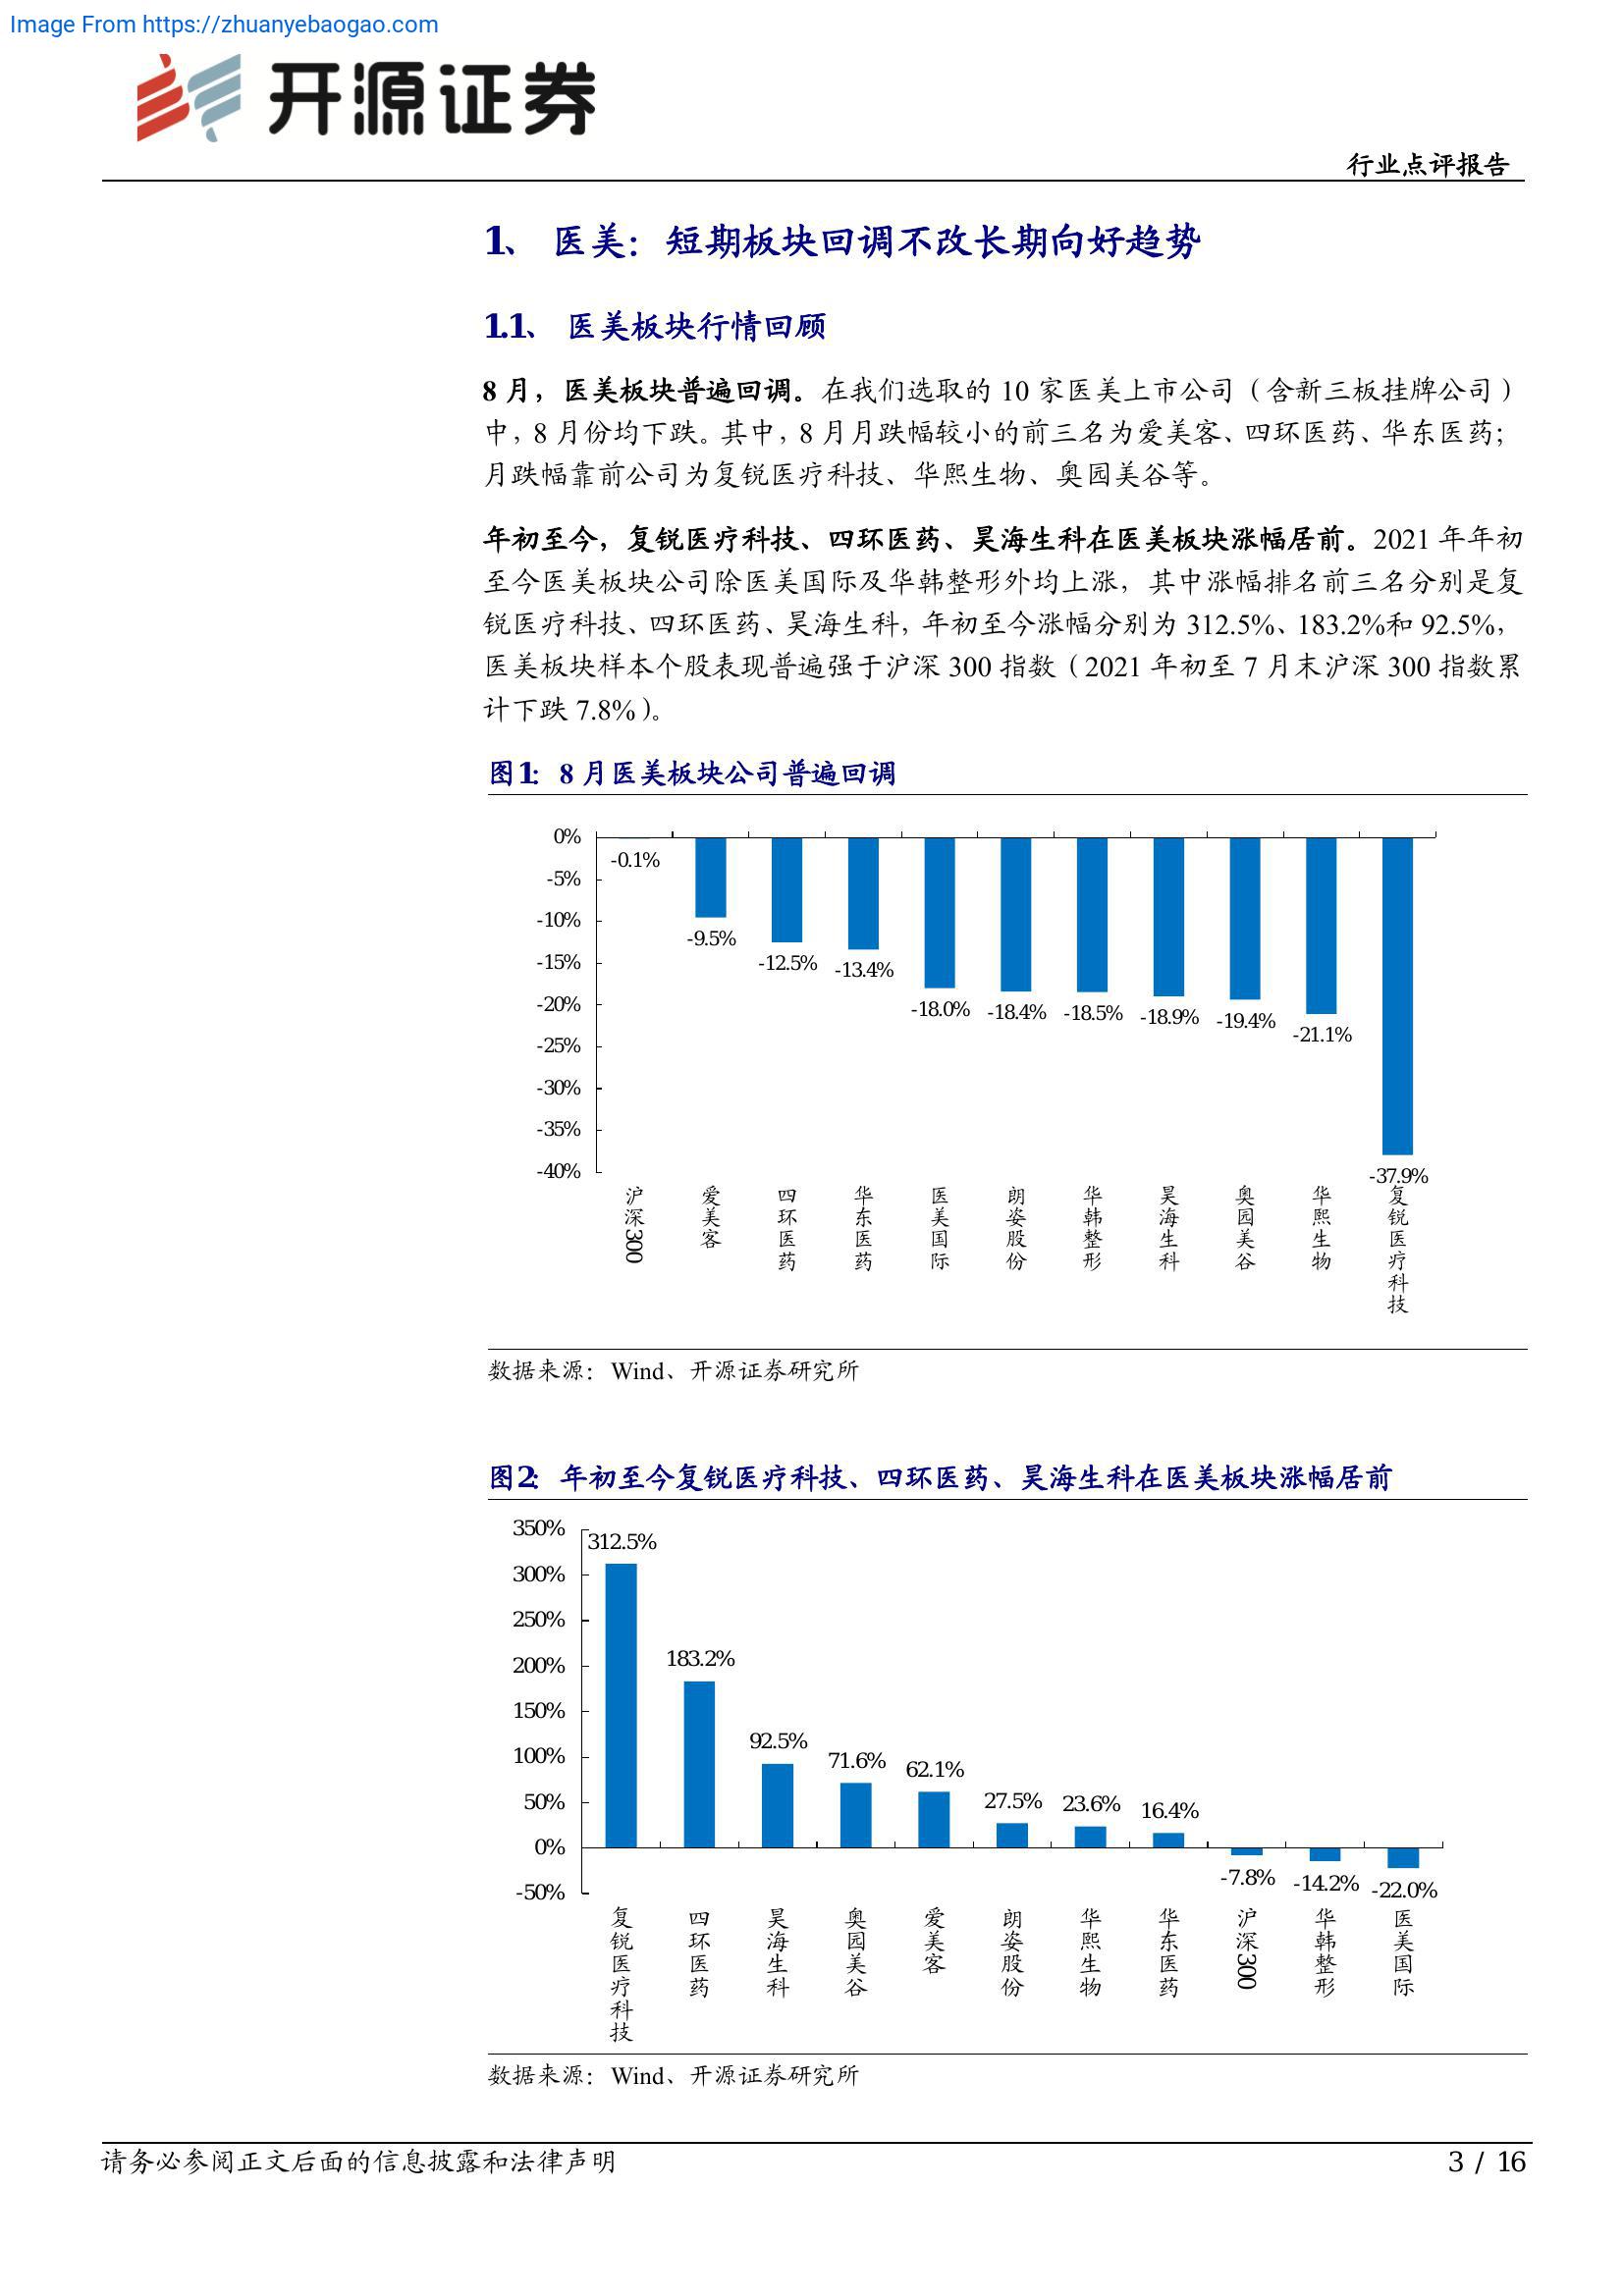 Image From https://zhuanyebaogao.com
开源证券
行业点评报告
1、 医美：短期板块回调不改长期向好趋势
1.1、 医美板块行情回顾
8 月，医美板块普遍回调。在我们选取的 10 家医美上市公司（含新三板挂牌公司）
中，8 月份均下跌。其中，8 月月跌幅较小的前三名为爱美客、四环医药、华东医药；
月跌幅靠前公司为复锐医疗科技、华熙生物、奥园美谷等。
年初至今，复锐医疗科技、四环医药、昊海生科在医美板块涨幅居前。2021 年年初
至今医美板块公司除医美国际及华韩整形外均上涨，其中涨幅排名前三名分别是复
锐医疗科技、四环医药、昊海生科，年初至今涨幅分别为 312.5%、183.2%和 92.5%，
医美板块样本个股表现普遍强于沪深 300 指数（2021 年初至 7 月末沪深 300 指数累
计下跌 7.8%）。
图1： 8 月医美板块公司普遍回调
0%
-5%
-10%
-15%
-20%
-25%
-30%
-35%
-40%
-0.1%
-9.5%
-12.5%
-13.4%
-18.0%
-18.4%
-18.5%
-18.9%
-19.4%
-21.1%
-37.9%
沪深300
爱美客
四环医药
华东医药
医美国际
朗姿股份
华韩整形
昊海生科
奥园美谷
华熙生物
复锐医疗科技
数据来源：Wind、开源证券研究所
图2： 年初至今复锐医疗科技、四环医药、昊海生科在医美板块涨幅居前
350%
300%
250%
200%
150%
100%
50%
0%
-50%
312.5%
183.2%
92.5%
71.6%
62.1%
27.5%
23.6%
16.4%
-7.8%
-14.2%
-22.0%
复锐医疗科技
四环医药
昊海生科
奥园美谷
爱美客
朗姿股份
华熙生物
华东医药
沪深300
华韩整形
医美国际
数据来源：Wind、开源证券研究所
请务必参阅正文后面的信息披露和法律声明
3 / 16